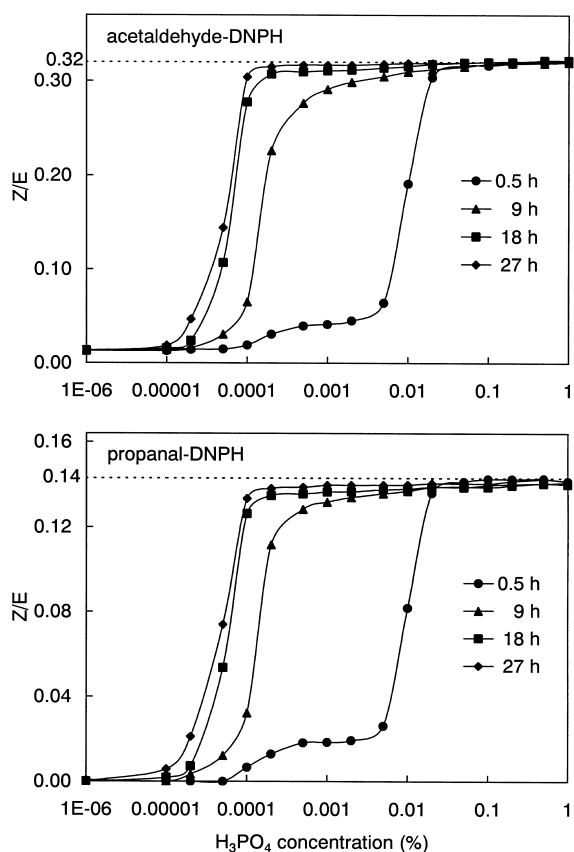 acetaldehyde-DNPH
0.32
0.30
0.20
0.10
0.00
Z/E
0.5 h
9 h
18 h
27 h
1E-06 0.00001 0.0001 0.001 0.01 0.1 1
propanal-DNPH
0.16
0.14
0.12
0.08
0.04
0.00
Z/E
0.5 h
9 h
18 h
27 h
1E-06 0.00001 0.0001 0.001 0.01 0.1 1
H₃PO₄ concentration (%)